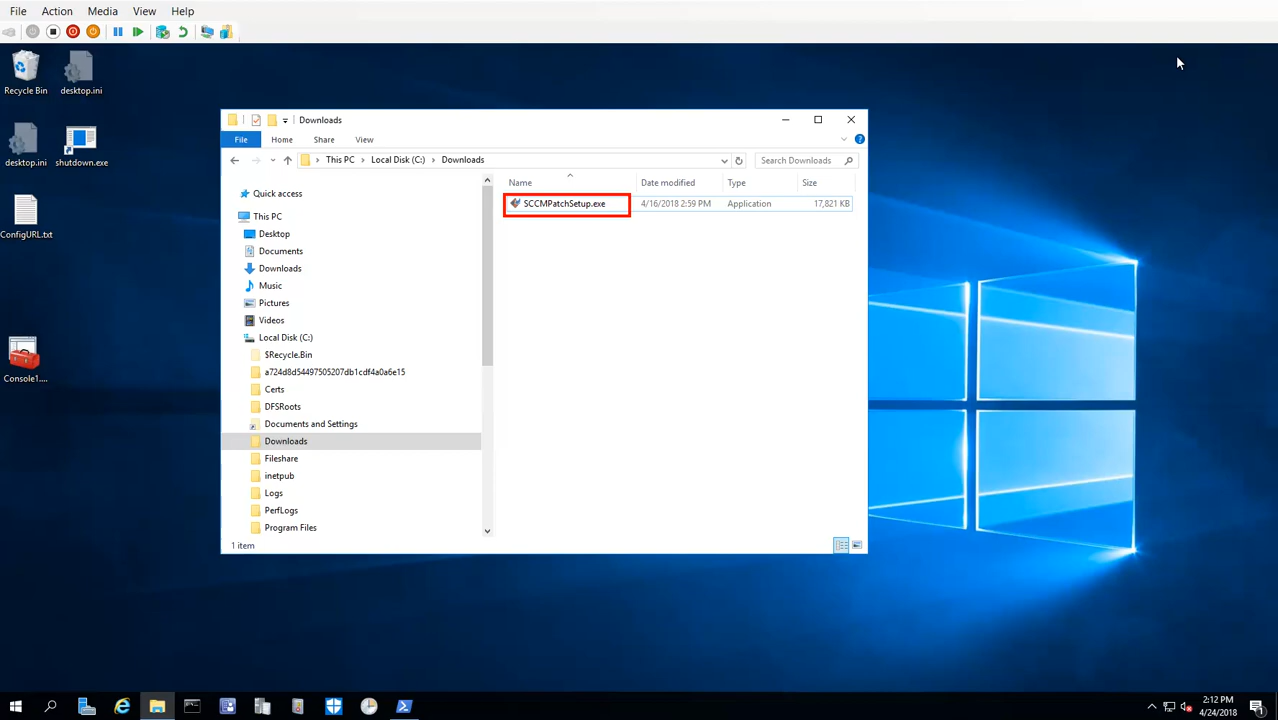 File Action Media View Help
Recycle Bin
desktop.ini
desktop.ini
shutdown.exe
ConfigURL.txt
Console1....
Downloads
File Home Share View
This PC Local Disk (C:) Downloads
Search Downloads
Quick access
This PC
Desktop
Documents
Downloads
Music
Pictures
Videos
Local Disk (C:)
$Recycle.Bin
a724d8d54497505207db1cdf4a0a6e15
Certs
DFSRoots
Documents and Settings
Downloads
Fileshare
inetpub
Logs
PerfLogs
Program Files
Name Date modified Type Size
SCCMPatchSetup.exe 4/16/2018 2:59 PM Application 17,821 KB
1 item
2:12 PM
4/24/2018
1